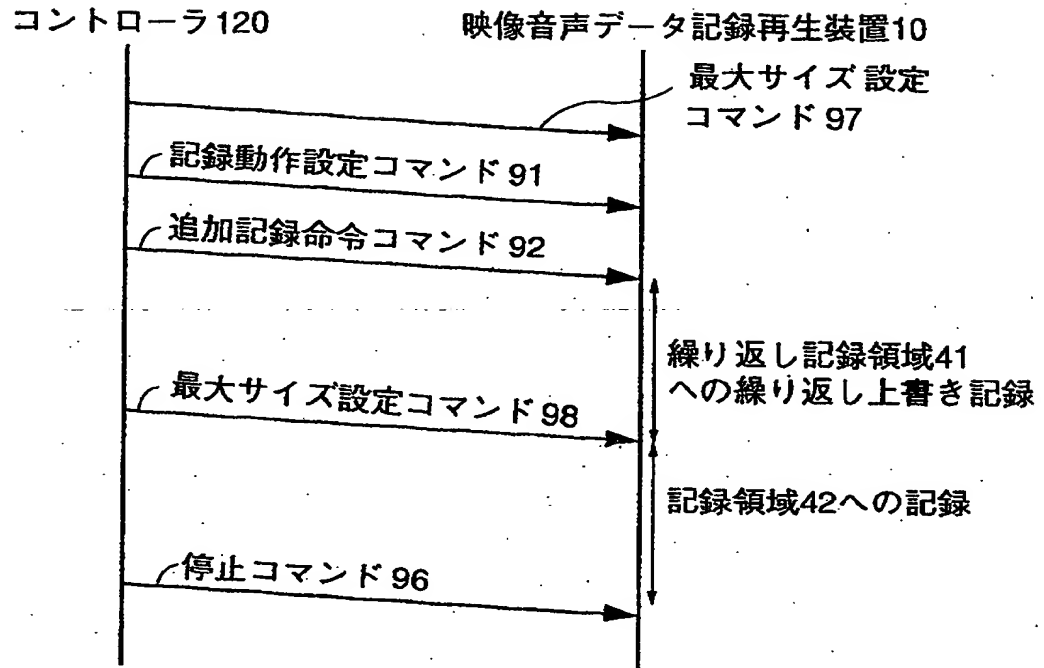 コントローラ120
映像音声データ記録再生装置10
最大サイズ設定
コマンド97
記録動作設定コマンド91
追加記録命令コマンド92
繰り返し記録領域41
への繰り返し上書き記録
最大サイズ設定コマンド98
記録領域42への記録
停止コマンド96